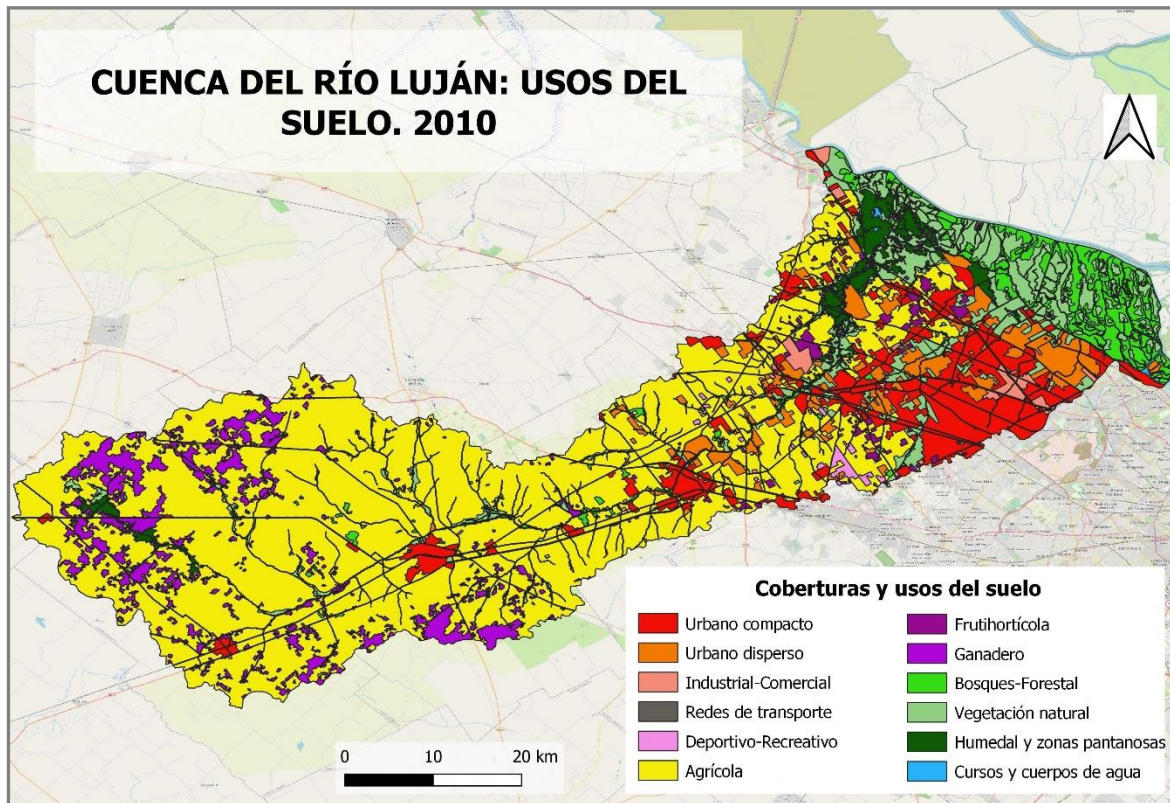 CUENCA DEL RÍO LUJÁN: USOS DEL
SUELO. 2010
Coberturas y usos del suelo
Urbano compacto
Urbano disperso
Industrial-Comercial
Redes de transporte
Deportivo-Recreativo
Agrícola
Frutihortícola
Ganadero
Bosques-Forestal
Vegetación natural
Humedal y zonas pantanosas
Cursos y cuerpos de agua
0 10 20 km